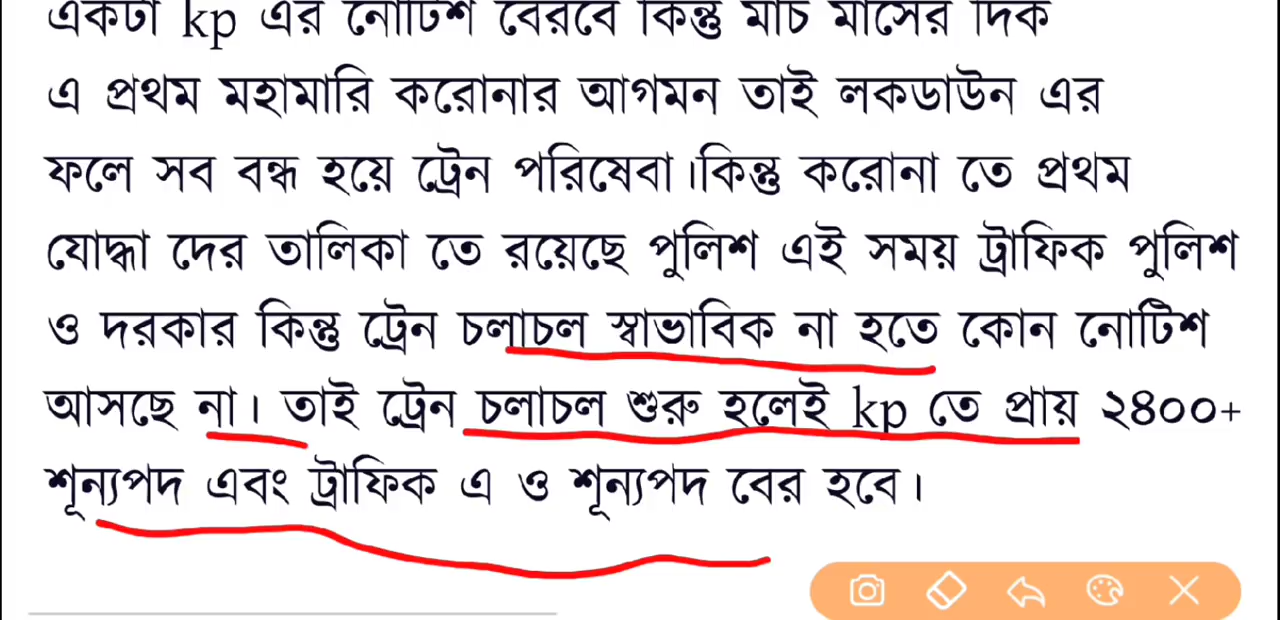 একটা kp এর নোটিশ বেরবে কিন্তু মার্চ মাসের দিক
এ প্রথম মহামারি করোনার আগমন তাই লকডাউন এর
ফলে সব বন্ধ হয়ে ট্রেন পরিষেবা।কিন্তু করোনা তে প্রথম
যোদ্ধা দের তালিকা তে রয়েছে পুলিশ এই সময় ট্রাফিক পুলিশ
ও দরকার কিন্তু ট্রেন চলাচল স্বাভাবিক না হতে কোন নোটিশ
আসছে না। তাই ট্রেন চলাচল শুরু হলেই kp তে প্রায় ২৪০০+
শূন্যপদ এবং ট্রাফিক এ ও শূন্যপদ বের হবে।